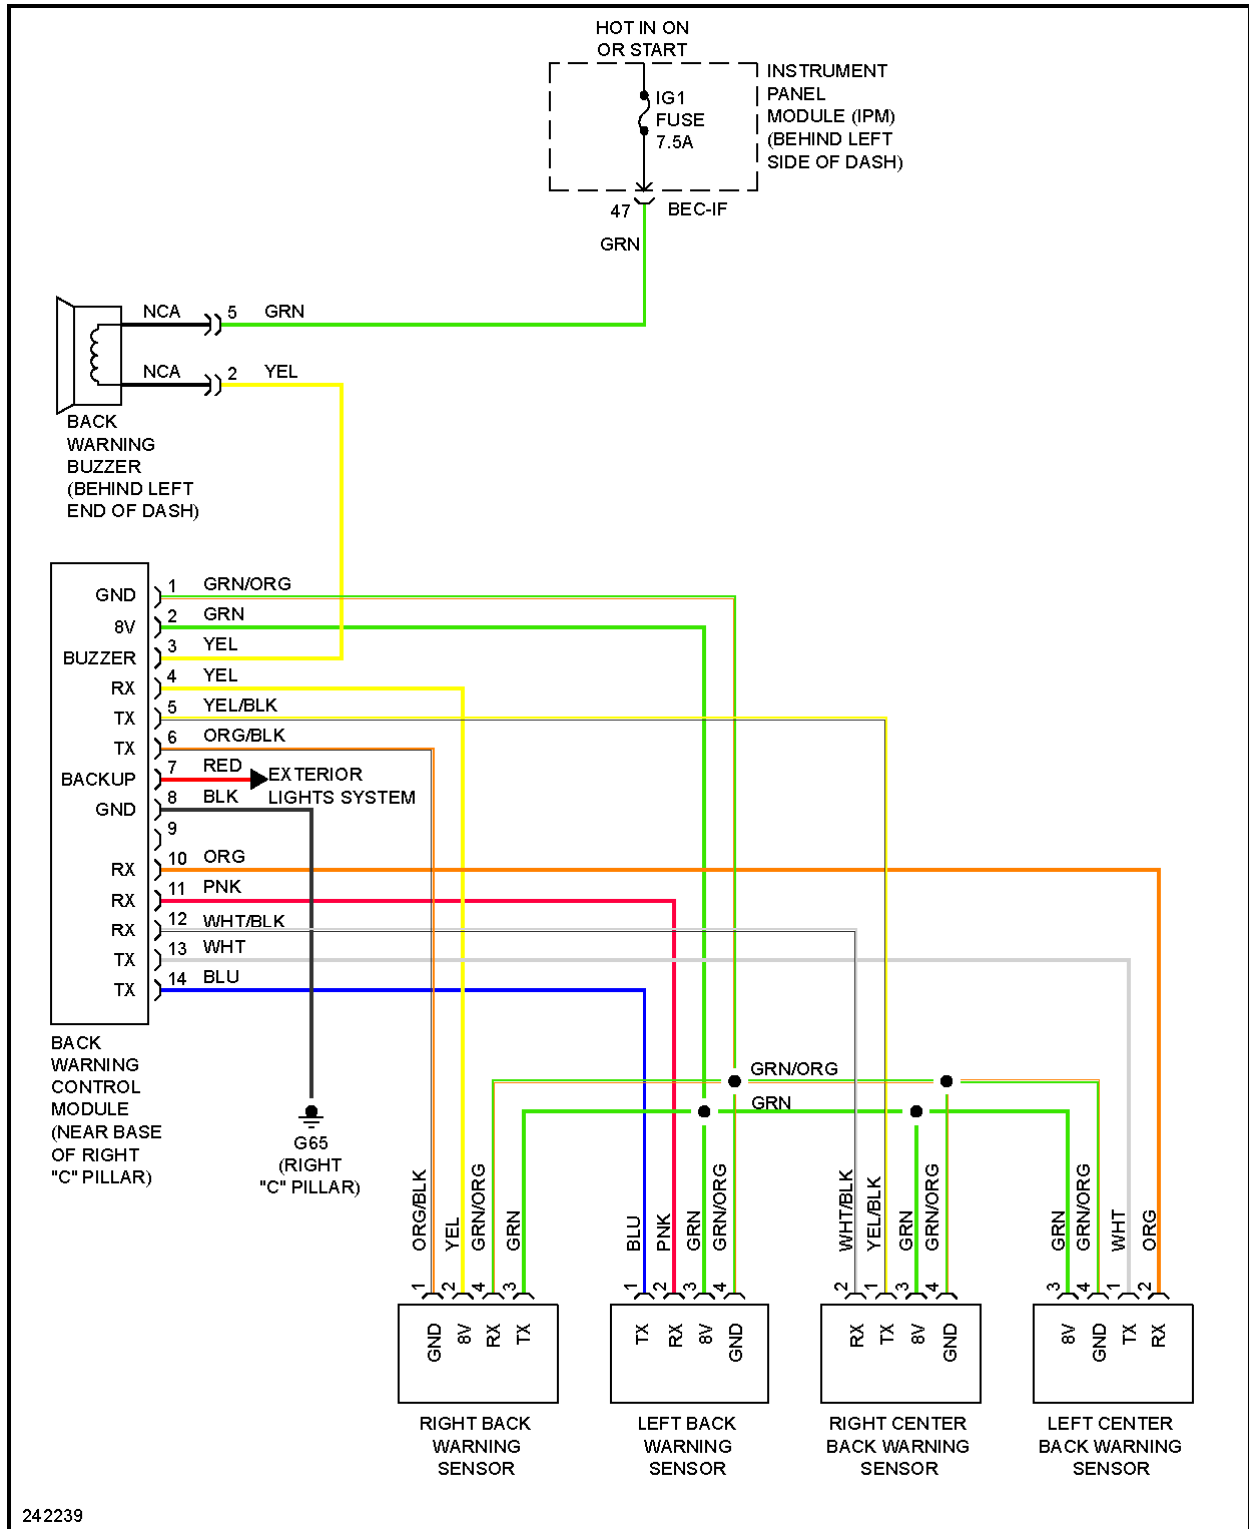 HOT IN ON
OR START
INSTRUMENT
PANEL
MODULE (IPM)
(BEHIND LEFT
SIDE OF DASH)
IG1
FUSE
7.5A
47
BEC-IF
GRN
NCA
5
GRN
NCA
2
YEL
BACK
WARNING
BUZZER
(BEHIND LEFT
END OF DASH)
GND
1
GRN/ORG
8V
2
GRN
BUZZER
3
YEL
RX
4
YEL
TX
5
YEL/BLK
TX
6
ORG/BLK
BACKUP
7
RED
EXTERIOR
LIGHTS SYSTEM
GND
8
BLK
9
RX
10
ORG
RX
11
PNK
RX
12
WHT/BLK
TX
13
WHT
TX
14
BLU
BACK
WARNING
CONTROL
MODULE
(NEAR BASE
OF RIGHT
"C" PILLAR)
G65
(RIGHT
"C" PILLAR)
GRN/ORG
GRN
ORG/BLK
YEL
GRN/ORG
GRN
BLU
PNK
GRN
GRN/ORG
WHT/BLK
YEL/BLK
GRN
GRN/ORG
GRN
GRN/ORG
WHT
ORG
1
2
4
3
1
2
3
4
2
1
3
4
3
4
1
2
GND
8V
RX
TX
TX
RX
8V
GND
RX
TX
8V
GND
8V
GND
TX
RX
RIGHT BACK
WARNING
SENSOR
LEFT BACK
WARNING
SENSOR
RIGHT CENTER
BACK WARNING
SENSOR
LEFT CENTER
BACK WARNING
SENSOR
242239